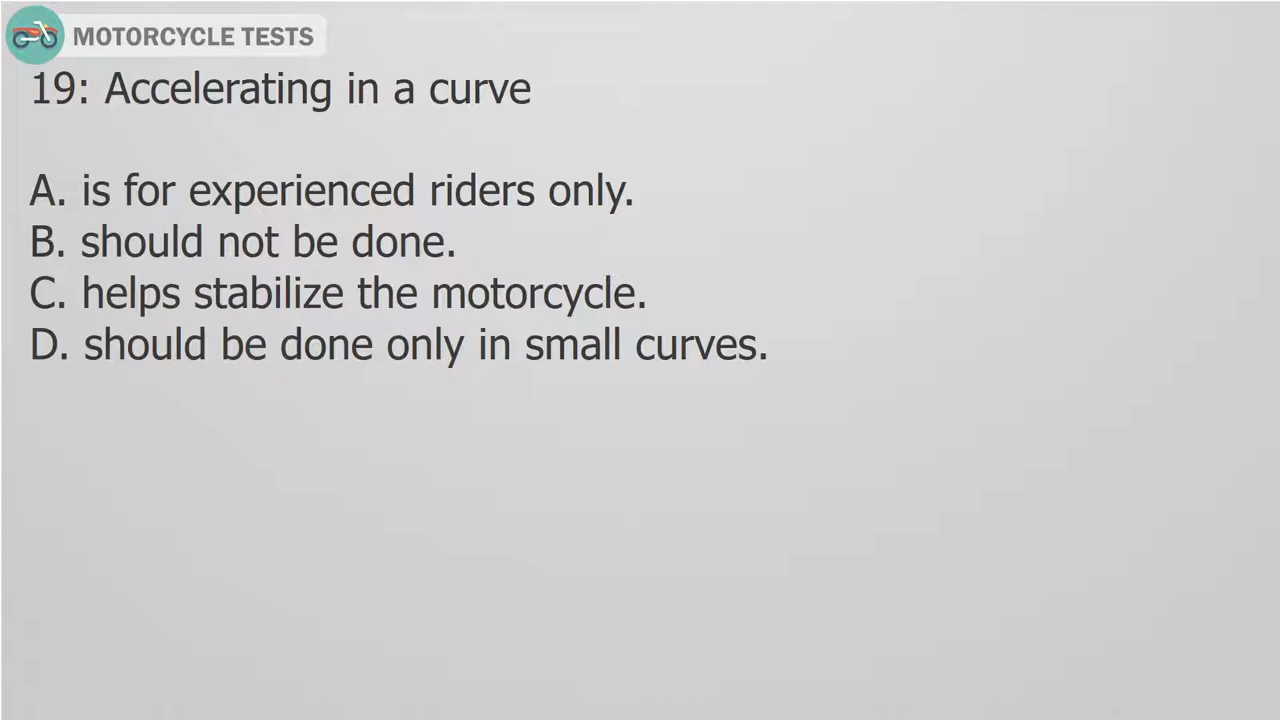 MOTORCYCLE TESTS
19: Accelerating in a curve
A. is for experienced riders only.
B. should not be done.
C. helps stabilize the motorcycle.
D. should be done only in small curves.